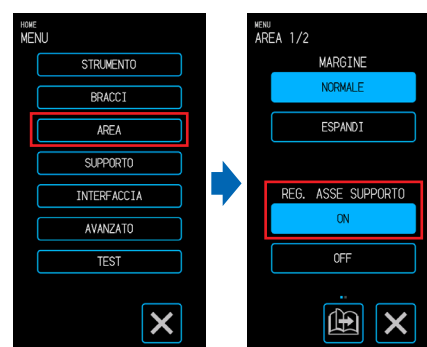 HOME
MENU
STRUMENTO
BRACCI
AREA
SUPPORTO
INTERFACCIA
AVANZATO
TEST
MENU
AREA 1/2
MARGINE
NORMALE
ESPANDI
REG. ASSE SUPPORTO
ON
OFF